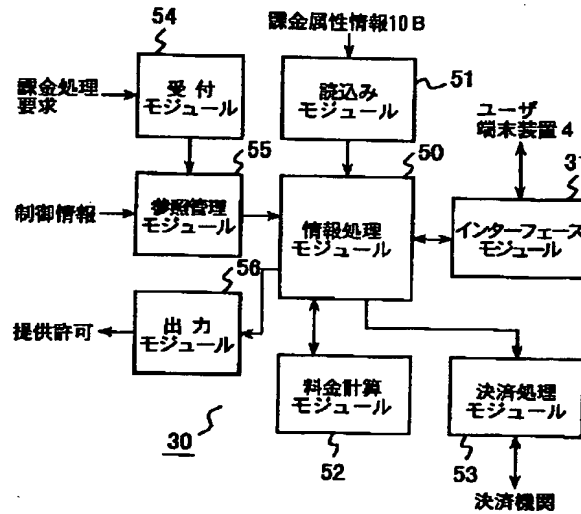 54
課金属性情報10B
課金処理
要求
受付
モジュール
読込み
モジュール
51
ユーザ
端末装置4
55
50
31
制御情報
参照管理
モジュール
情報処理
モジュール
インターフェース
モジュール
56
提供許可
出力
モジュール
料金計算
モジュール
決済処理
モジュール
30
52
53
決済機関